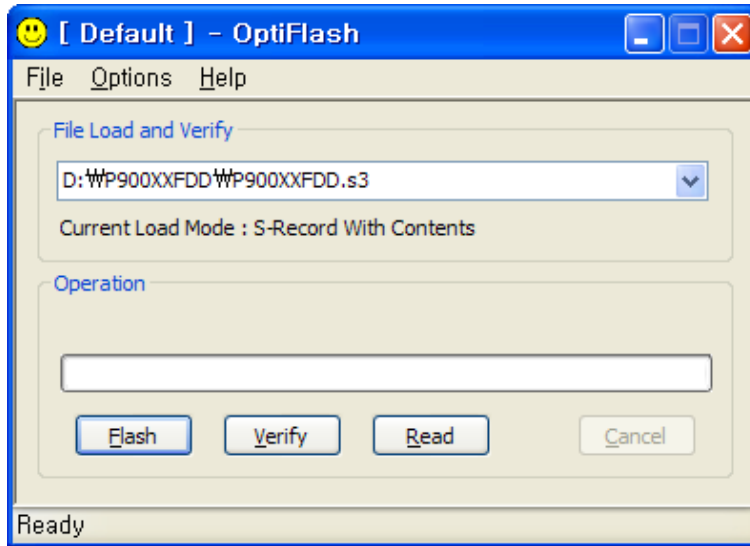 [ Default ] - OptiFlash
File Options Help
File Load and Verify
D:₩P900XXFDD₩P900XXFDD.s3
Current Load Mode : S-Record With Contents
Operation
Flash Verify Read Cancel
Ready